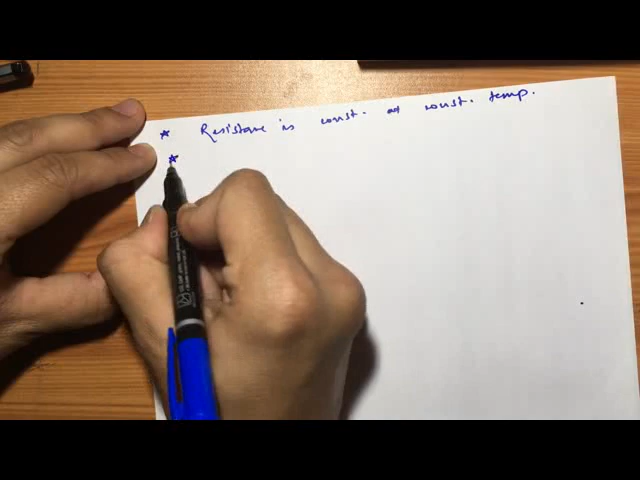 * Resistance is const. at const. temp.
*